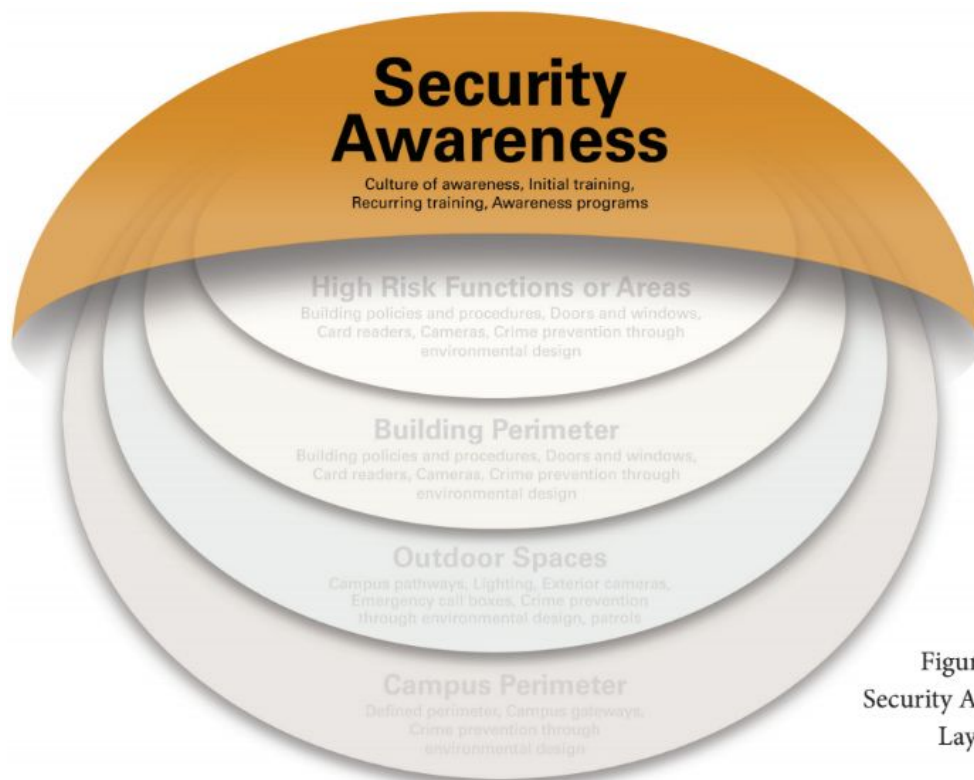 Security
Awareness
Culture of awareness, Initial training,
Recurring training, Awareness programs
High Risk Functions or Areas
Building policies and procedures, Doors and windows,
Card readers, Cameras, Crime prevention through
environmental design
Building Perimeter
Building policies and procedures, Doors and windows,
Card readers, Cameras, Crime prevention through
environmental design
Outdoor Spaces
Campus pathways, Lighting, Exterior cameras,
Emergency call boxes, Crime prevention
through environmental design, patrols
Campus Perimeter
Defined perimeter, Campus gateways,
Crime prevention through
environmental design
Figur
Security A
Lay